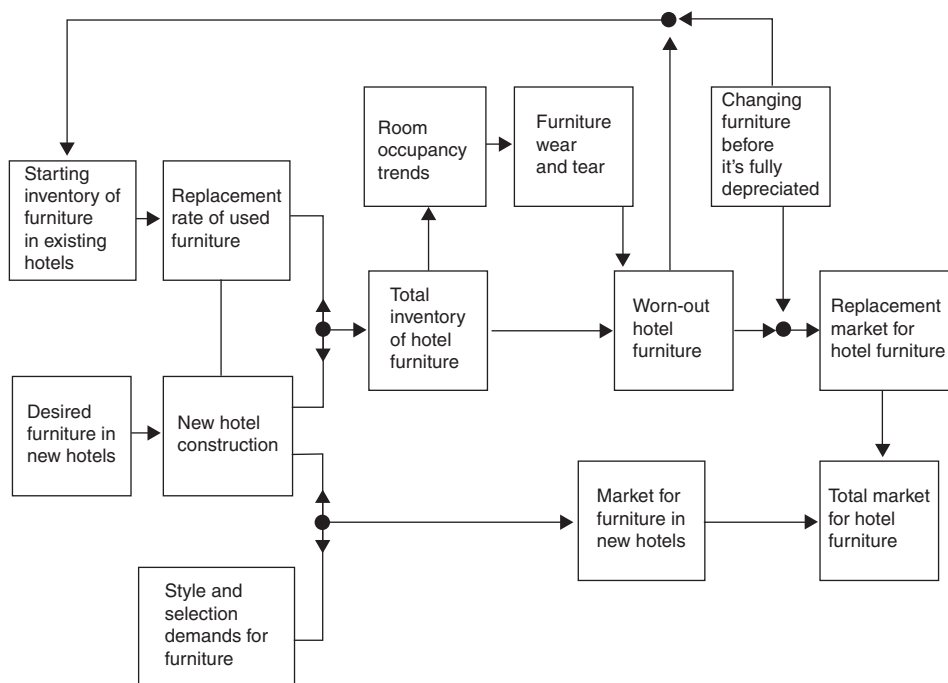 Room
occupancy
trends
Furniture
wear
and tear
Changing
furniture
before
it's fully
depreciated
Starting
inventory of
furniture
in existing
hotels
Replacement
rate of used
furniture
Total
inventory
of hotel
furniture
Worn-out
hotel
furniture
Replacement
market for
hotel furniture
Desired
furniture in
new hotels
New hotel
construction
Market for
furniture in
new hotels
Total market
for hotel
furniture
Style and
selection
demands for
furniture